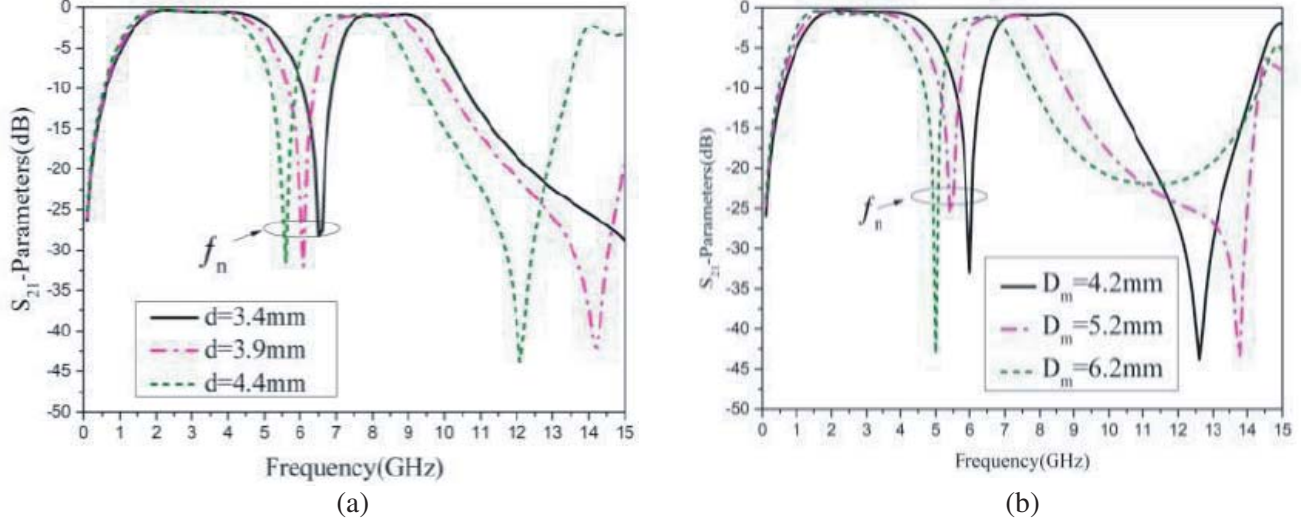 0
-5
-10
-15
-20
-25
-30
-35
-40
-45
-50
S21-Parameters(dB)
fn
d=3.4mm
d=3.9mm
d=4.4mm
0 1 2 3 4 5 6 7 8 9 10 11 12 13 14 15
Frequency(GHz)
(a)
0
-5
-10
-15
-20
-25
-30
-35
-40
-45
-50
S21-Parameters(dB)
fn
Dm=4.2mm
Dm=5.2mm
Dm=6.2mm
0 1 2 3 4 5 6 7 8 9 10 11 12 13 14 15
Frequency(GHz)
(b)